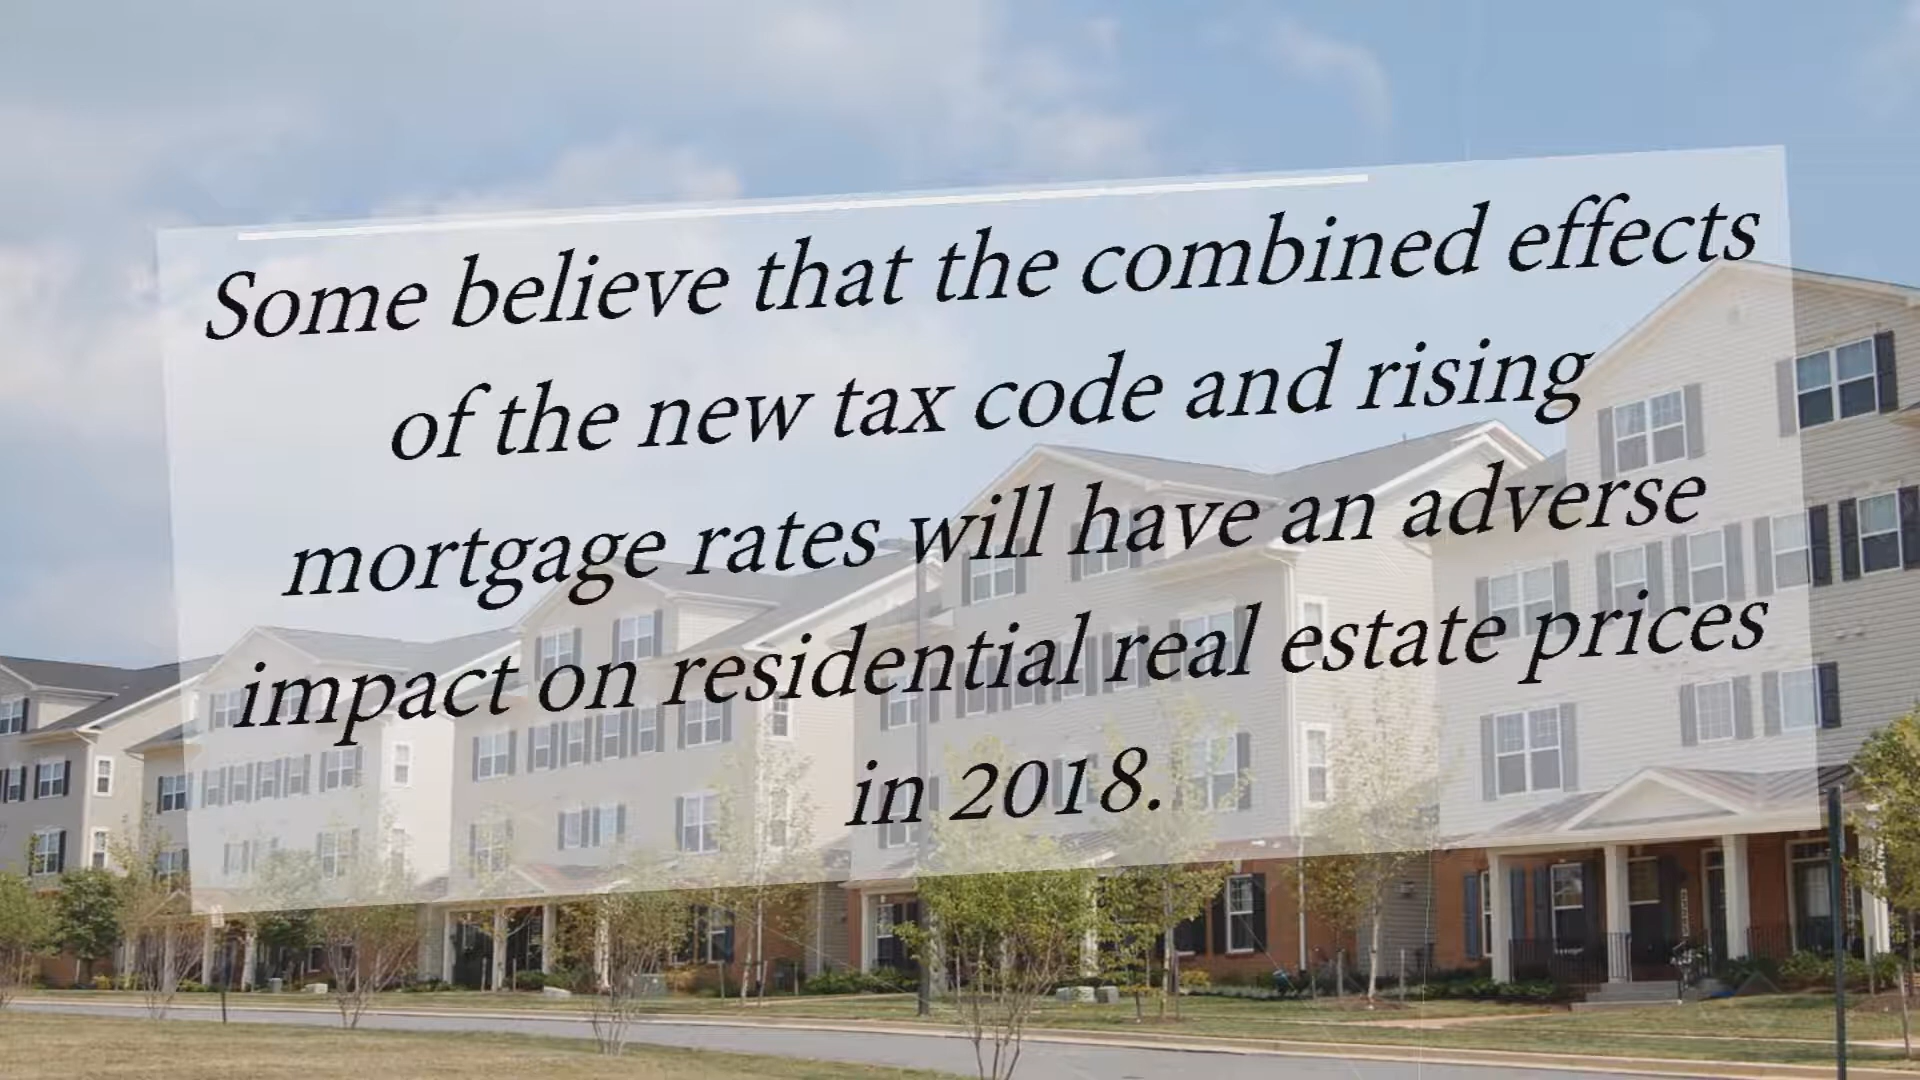 Some believe that the combined effects
of the new tax code and rising
mortgage rates will have an adverse
impact on residential real estate prices
in 2018.